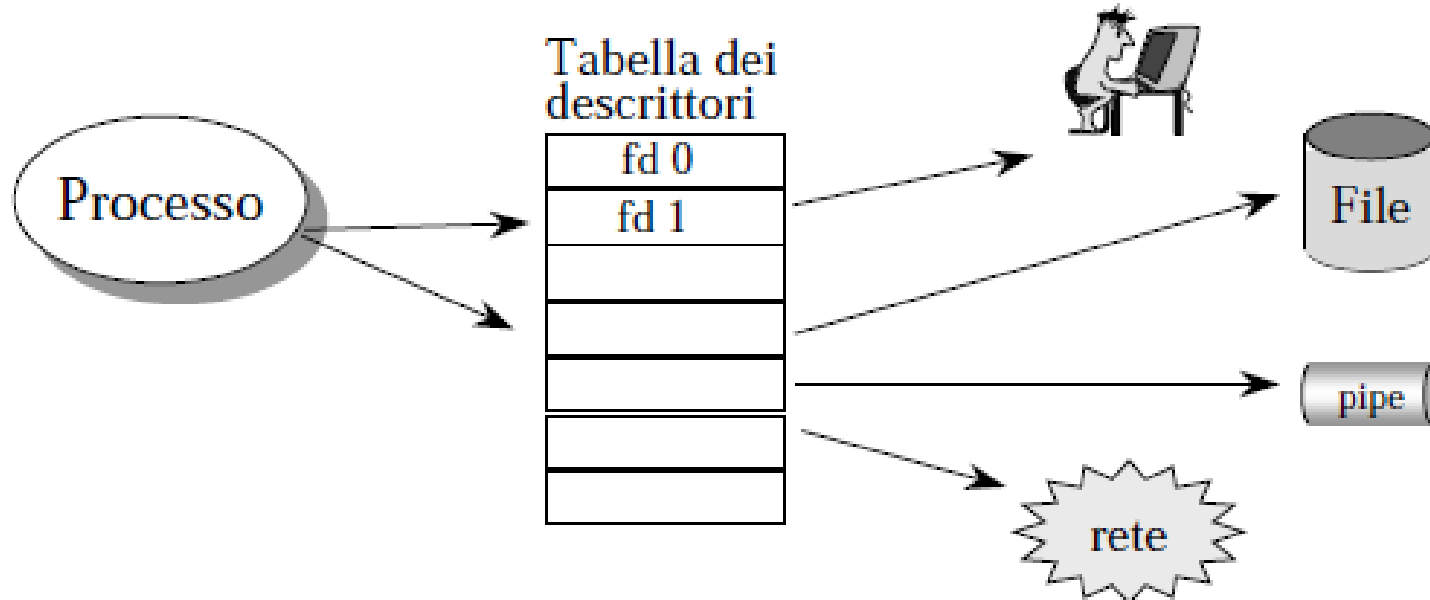 Tabella dei
descrittori
fd 0
Processo
fd 1
File
pipe
rete